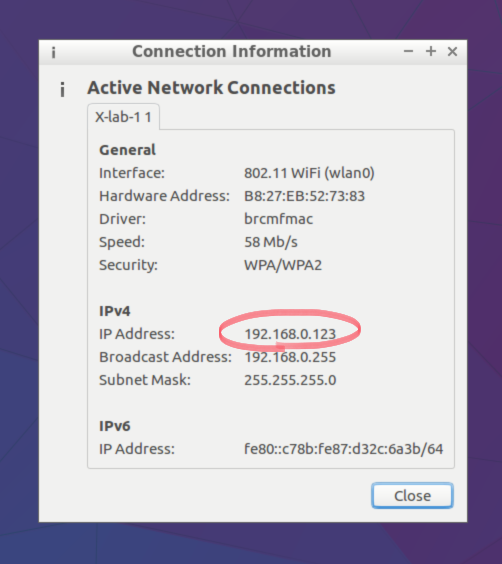 Connection Information
Active Network Connections
X-lab-1 1
General
Interface: 802.11 WiFi (wlan0)
Hardware Address: B8:27:EB:52:73:83
Driver: brcmfmac
Speed: 58 Mb/s
Security: WPA/WPA2
IPv4
IP Address: 192.168.0.123
Broadcast Address: 192.168.0.255
Subnet Mask: 255.255.255.0
IPv6
IP Address: fe80::c78b:fe87:d32c:6a3b/64
Close